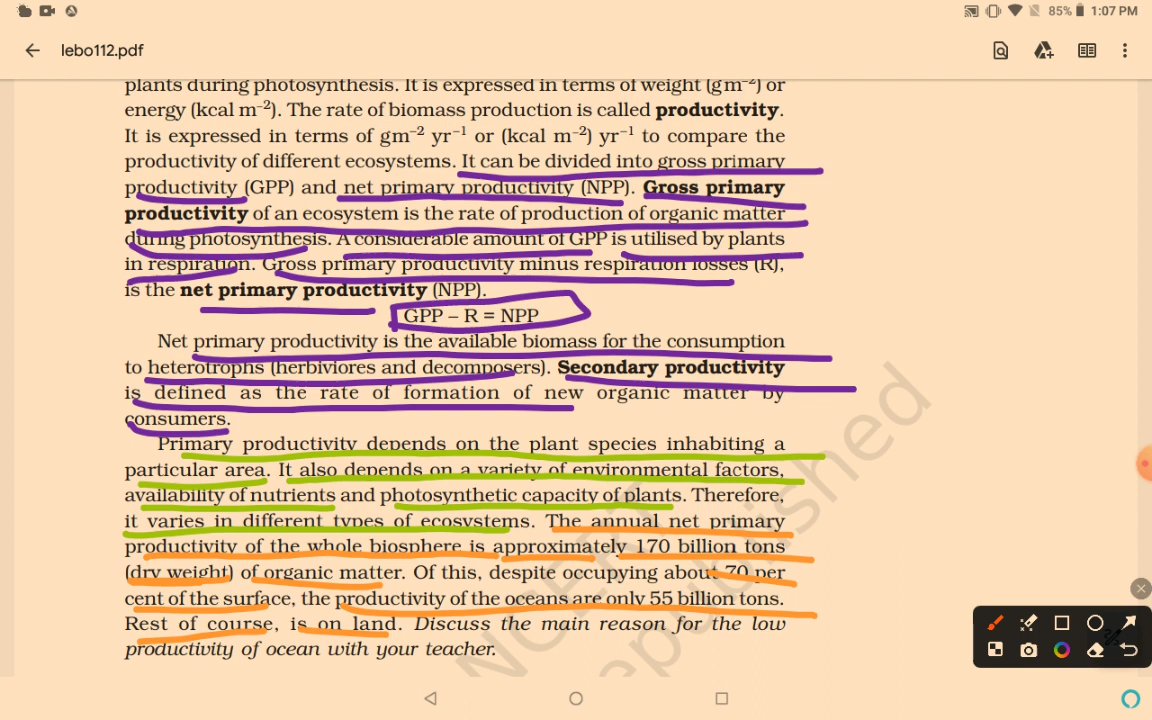 85% 1:07 PM
lebo112.pdf
plants during photosynthesis. It is expressed in terms of weight (gm⁻²) or
energy (kcal m⁻²). The rate of biomass production is called productivity.
It is expressed in terms of gm⁻² yr⁻¹ or (kcal m⁻²) yr⁻¹ to compare the
productivity of different ecosystems. It can be divided into gross primary
productivity (GPP) and net primary productivity (NPP). Gross primary
productivity of an ecosystem is the rate of production of organic matter
during photosynthesis. A considerable amount of GPP is utilised by plants
in respiration. Gross primary productivity minus respiration losses (R),
is the net primary productivity (NPP).
GPP – R = NPP
Net primary productivity is the available biomass for the consumption
to heterotrophs (herbiviores and decomposers). Secondary productivity
is defined as the rate of formation of new organic matter by
consumers.
Primary productivity depends on the plant species inhabiting a
particular area. It also depends on a variety of environmental factors,
availability of nutrients and photosynthetic capacity of plants. Therefore,
it varies in different types of ecosystems. The annual net primary
productivity of the whole biosphere is approximately 170 billion tons
(dry weight) of organic matter. Of this, despite occupying about 70 per
cent of the surface, the productivity of the oceans are only 55 billion tons.
Rest of course, is on land. Discuss the main reason for the low
productivity of ocean with your teacher.
NCERT
republished